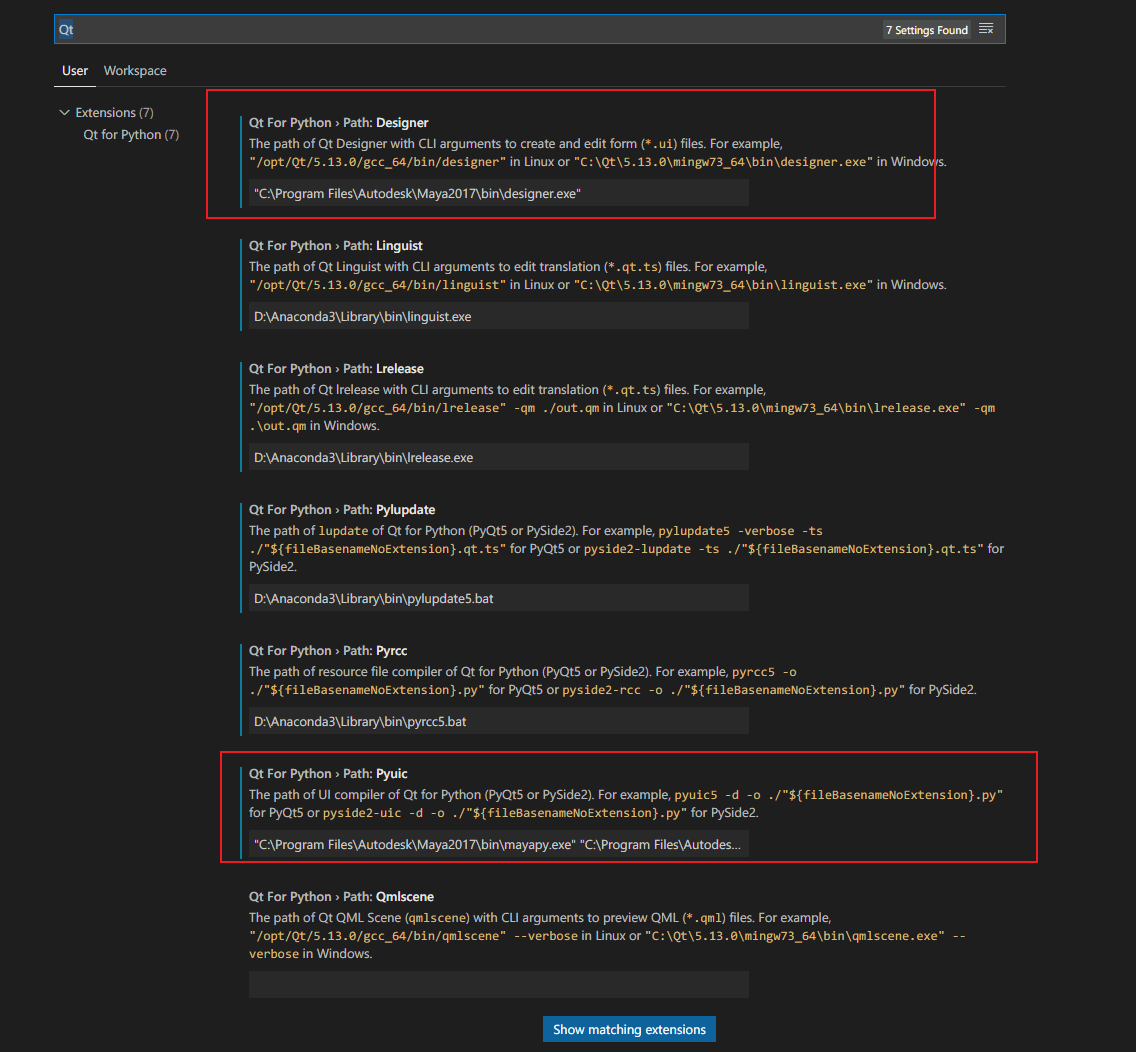 Qt
7 Settings Found
User
Workspace
Extensions (7)
Qt for Python (7)
Qt For Python › Path: Designer
The path of Qt Designer with CLI arguments to create and edit form (*.ui) files. For example,
"/opt/Qt/5.13.0/gcc_64/bin/designer" in Linux or "C:\Qt\5.13.0\mingw73_64\bin\designer.exe" in Windows.
"C:\Program Files\Autodesk\Maya2017\bin\designer.exe"
Qt For Python › Path: Linguist
The path of Qt Linguist with CLI arguments to edit translation (*.qt.ts) files. For example,
"/opt/Qt/5.13.0/gcc_64/bin/linguist" in Linux or "C:\Qt\5.13.0\mingw73_64\bin\linguist.exe" in Windows.
D:\Anaconda3\Library\bin\linguist.exe
Qt For Python › Path: Lrelease
The path of Qt lrelease with CLI arguments to edit translation (*.qt.ts) files. For example,
"/opt/Qt/5.13.0/gcc_64/bin/lrelease" -qm ./out.qm in Linux or "C:\Qt\5.13.0\mingw73_64\bin\lrelease.exe" -qm
.\out.qm in Windows.
D:\Anaconda3\Library\bin\lrelease.exe
Qt For Python › Path: Pylupdate
The path of lupdate of Qt for Python (PyQt5 or PySide2). For example, pylupdate5 -verbose -ts
./"${fileBasenameNoExtension}.qt.ts" for PyQt5 or pyside2-lupdate -ts ./"${fileBasenameNoExtension}.qt.ts" for
PySide2.
D:\Anaconda3\Library\bin\pylupdate5.bat
Qt For Python › Path: Pyrcc
The path of resource file compiler of Qt for Python (PyQt5 or PySide2). For example, pyrcc5 -o
./"${fileBasenameNoExtension}.py" for PyQt5 or pyside2-rcc -o ./"${fileBasenameNoExtension}.py" for PySide2.
D:\Anaconda3\Library\bin\pyrcc5.bat
Qt For Python › Path: Pyuic
The path of UI compiler of Qt for Python (PyQt5 or PySide2). For example, pyuic5 -d -o ./"${fileBasenameNoExtension}.py"
for PyQt5 or pyside2-uic -d -o ./"${fileBasenameNoExtension}.py" for PySide2.
"C:\Program Files\Autodesk\Maya2017\bin\mayapy.exe" "C:\Program Files\Autodes...
Qt For Python › Path: Qmlscene
The path of Qt QML Scene (qmlscene) with CLI arguments to preview QML (*.qml) files. For example,
"/opt/Qt/5.13.0/gcc_64/bin/qmlscene" --verbose in Linux or "C:\Qt\5.13.0\mingw73_64\bin\qmlscene.exe" --
verbose in Windows.
Show matching extensions